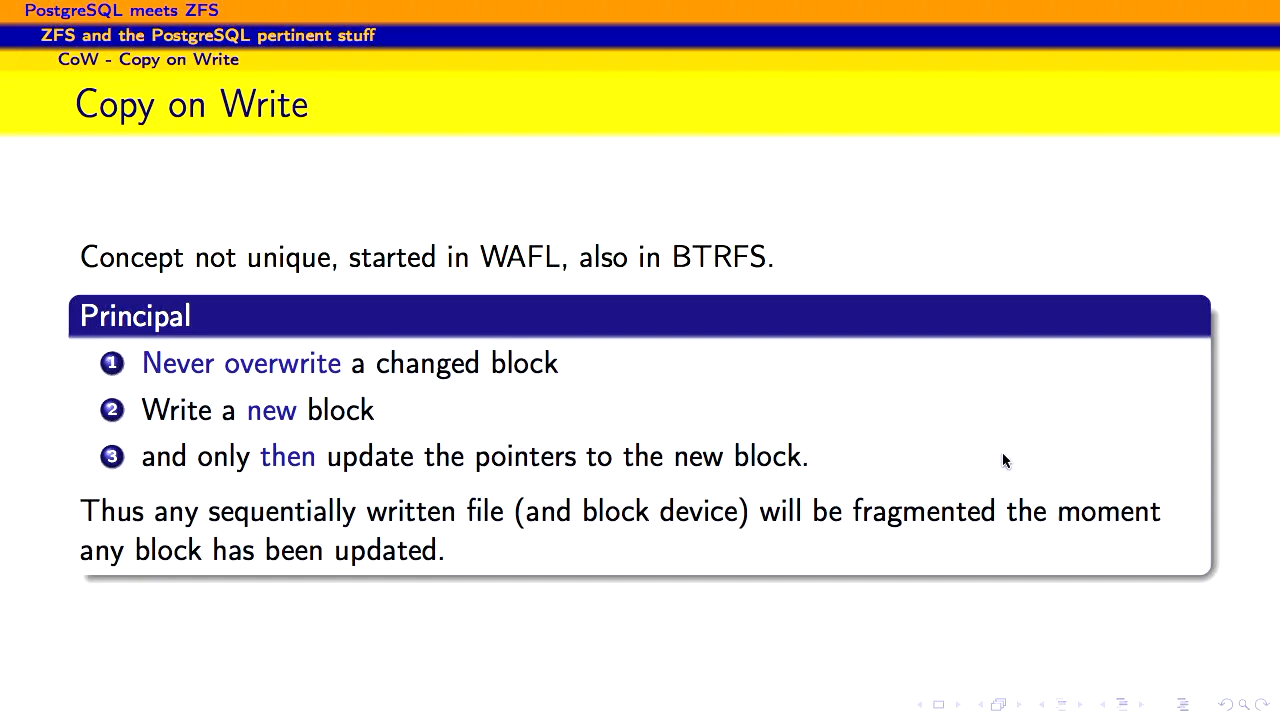 PostgreSQL meets ZFS
ZFS and the PostgreSQL pertinent stuff
CoW - Copy on Write
Copy on Write
Concept not unique, started in WAFL, also in BTRFS.
Principal
1 Never overwrite a changed block
2 Write a new block
3 and only then update the pointers to the new block.
Thus any sequentially written file (and block device) will be fragmented the moment
any block has been updated.